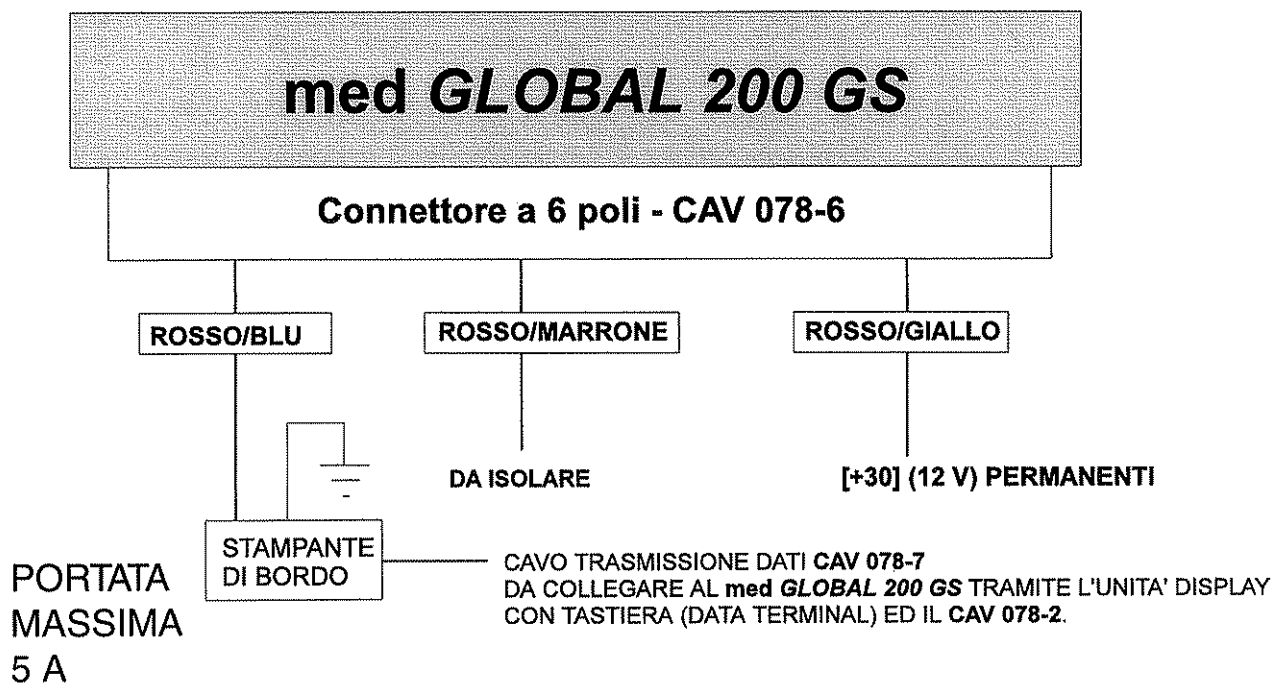 med GLOBAL 200 GS
Connettore a 6 poli - CAV 078-6
ROSSO/BLU
ROSSO/MARRONE
ROSSO/GIALLO
DA ISOLARE
[+30] (12 V) PERMANENTI
STAMPANTE
DI BORDO
CAVO TRASMISSIONE DATI CAV 078-7
DA COLLEGARE AL med GLOBAL 200 GS TRAMITE L'UNITA' DISPLAY
CON TASTIERA (DATA TERMINAL) ED IL CAV 078-2.
PORTATA
MASSIMA
5 A